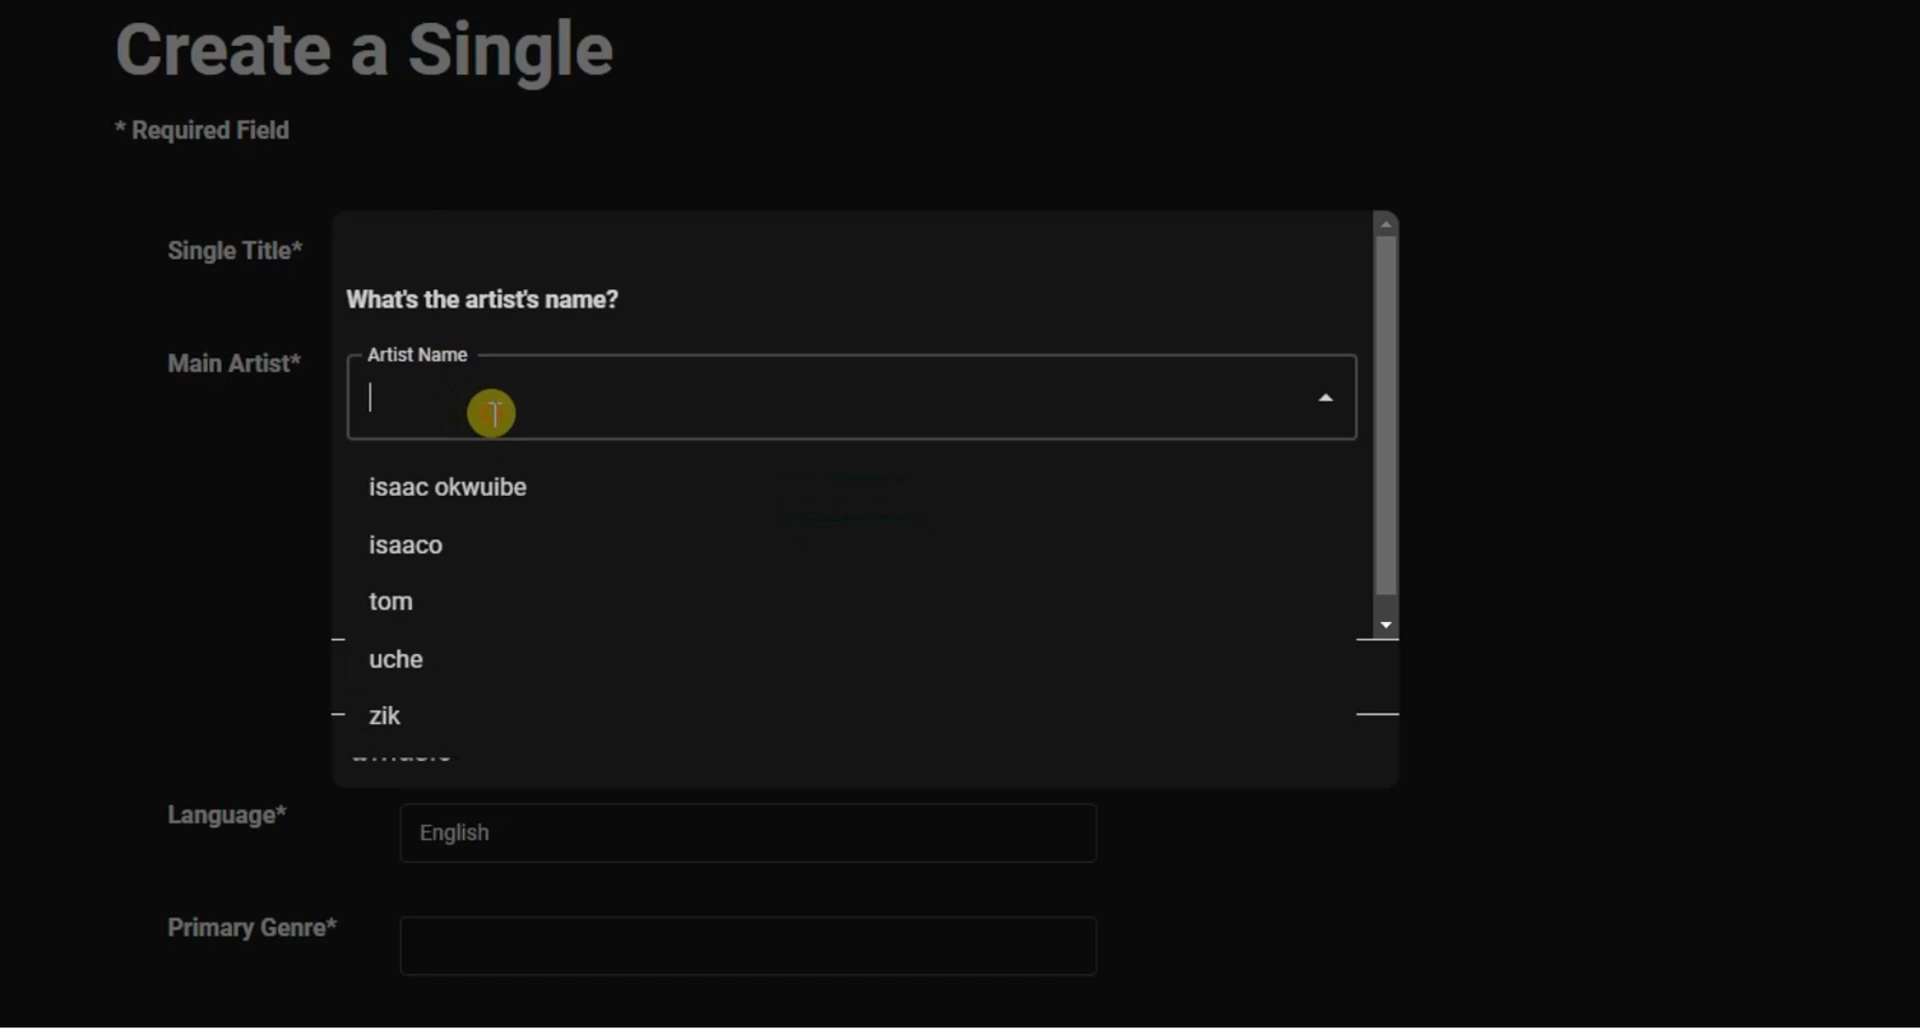 Create a Single
* Required Field
Single Title*
What's the artist's name?
Main Artist*
Artist Name
isaac okwuibe
isaaco
tom
uche
zik
Language*
English
Primary Genre*